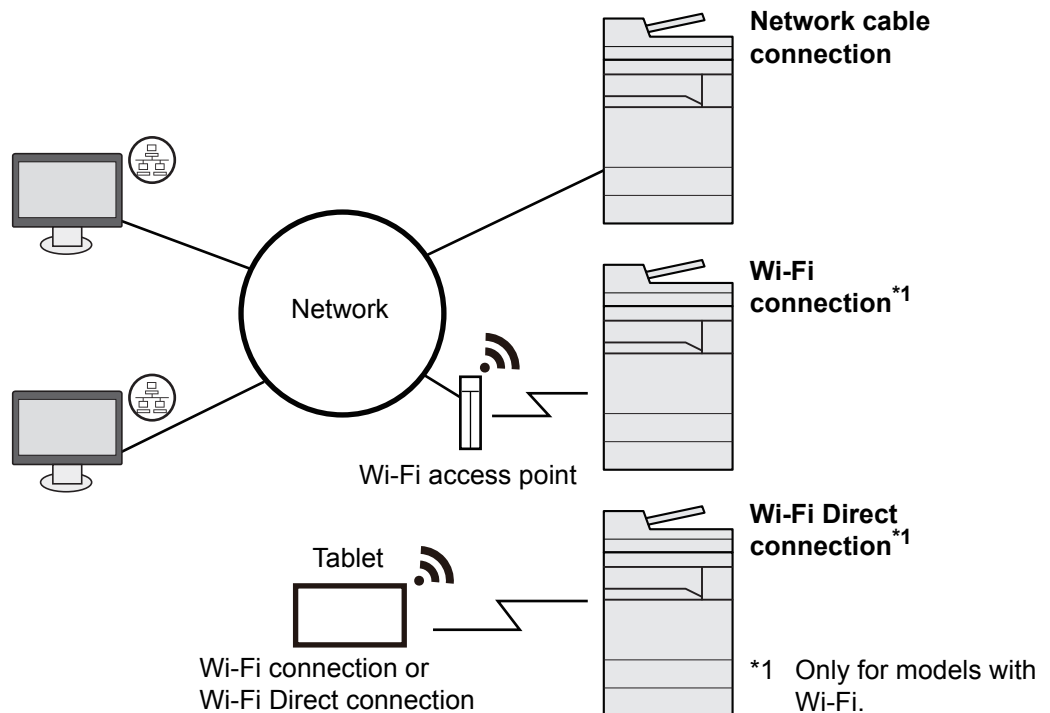 Network cable
connection
Network
Wi-Fi
connection*1
Wi-Fi access point
Wi-Fi Direct
connection*1
Tablet
Wi-Fi connection or
Wi-Fi Direct connection
*1 Only for models with
Wi-Fi.